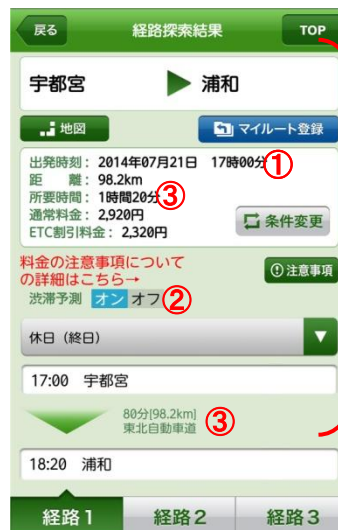 戻る 経路探索結果 TOP
宇都宮 ▶ 浦和
地図 マイルート登録
出発時刻： 2014年07月21日 17時00分①
距　離： 98.2km
所要時間： 1時間20分③
通常料金： 2,920円
ETC割引料金： 2,320円
条件変更
料金の注意事項について
の詳細はこちら→
注意事項
渋滞予測 オン オフ②
休日（終日） ▼
17:00 宇都宮
80分[98.2km]
東北自動車道 ③
18:20 浦和
経路1 経路2 経路3